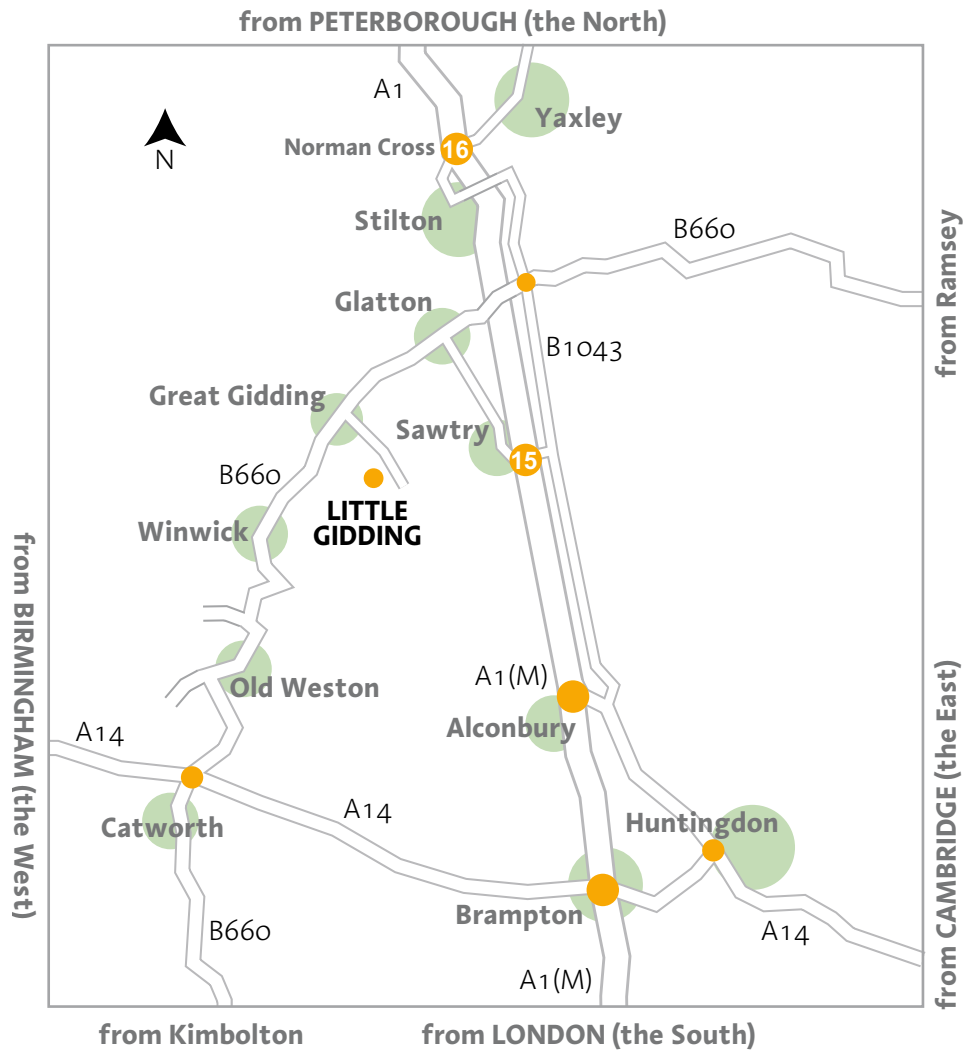 from PETERBOROUGH (the North)
A1
Yaxley
N
Norman Cross
16
Stilton
B660
from Ramsey
Glatton
B1043
Great Gidding
Sawtry
15
B660
LITTLE
GIDDING
Winwick
from BIRMINGHAM (the West)
Old Weston
A1(M)
Alconbury
from CAMBRIDGE (the East)
A14
A14
Catworth
Huntingdon
Brampton
B660
A14
A1(M)
from Kimbolton
from LONDON (the South)